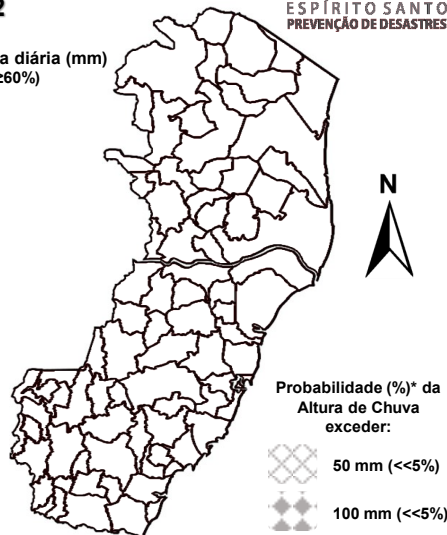 ESPÍRITO SANTO
PREVENÇÃO DE DESASTRES
2
a diária (mm)
≥60%)
N
Probabilidade (%)* da
Altura de Chuva
exceder:
50 mm (<<5%)
100 mm (<<5%)